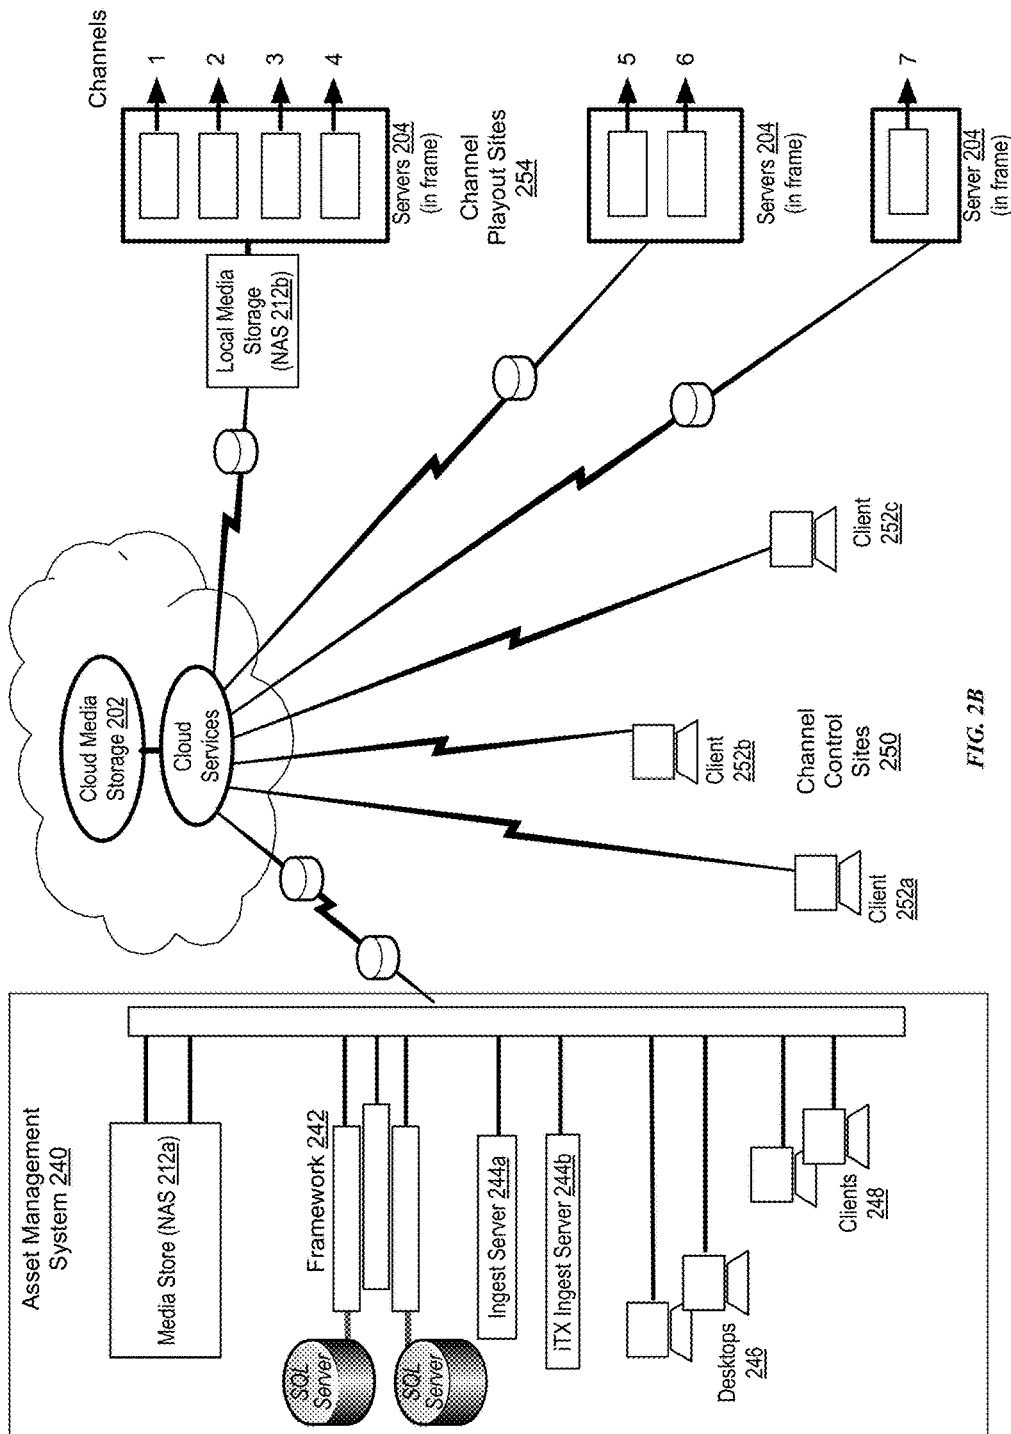 Asset Management
System 240
Media Store (NAS 212a)
SQL
Server
SQL
Server
Framework 242
Ingest Server 244a
iTX Ingest Server 244b
Desktops
246
Clients
248
Cloud Media
Storage 202
Cloud
Services
Client
252a
Client
252b
Client
252c
Channel
Control
Sites
250
Local Media
Storage
(NAS 212b)
Channels
1
2
3
4
Servers 204
(in frame)
Channel
Playout Sites
254
5
6
Servers 204
(in frame)
7
Server 204
(in frame)
FIG. 2B